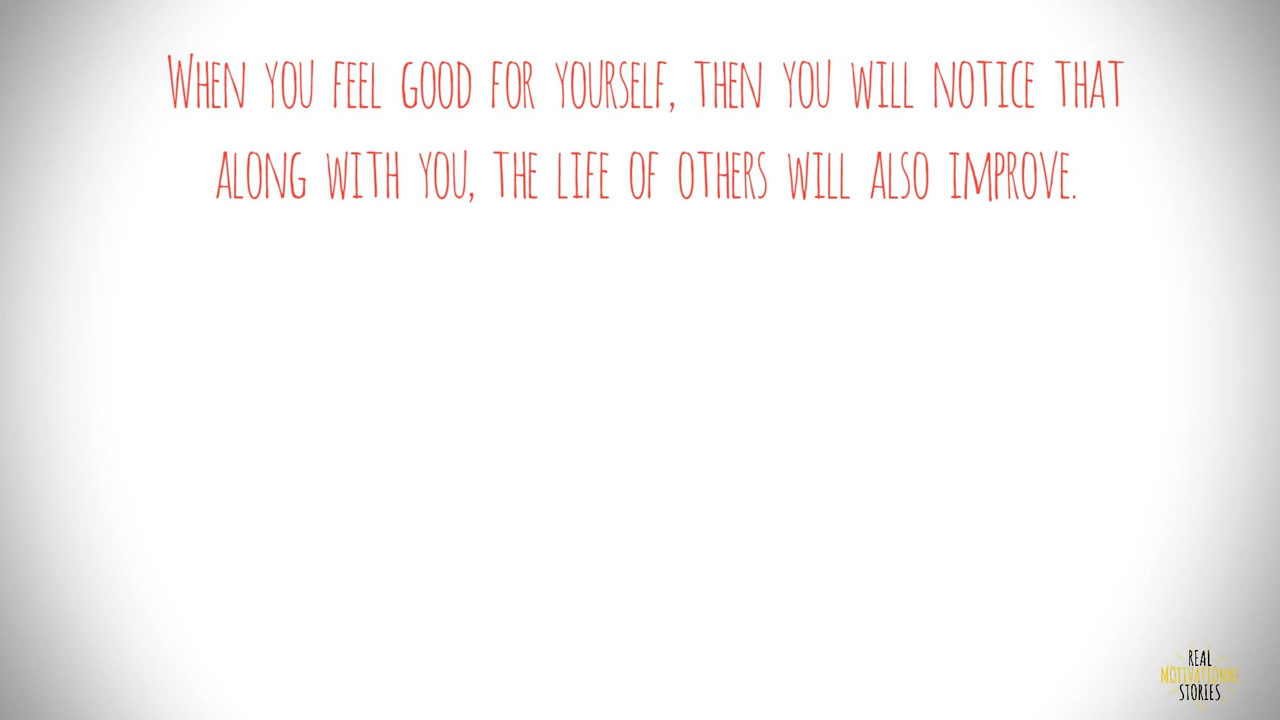 When you feel good for yourself, then you will notice that
along with you, the life of others will also improve.
REAL
MOTIVATIONAL
STORIES